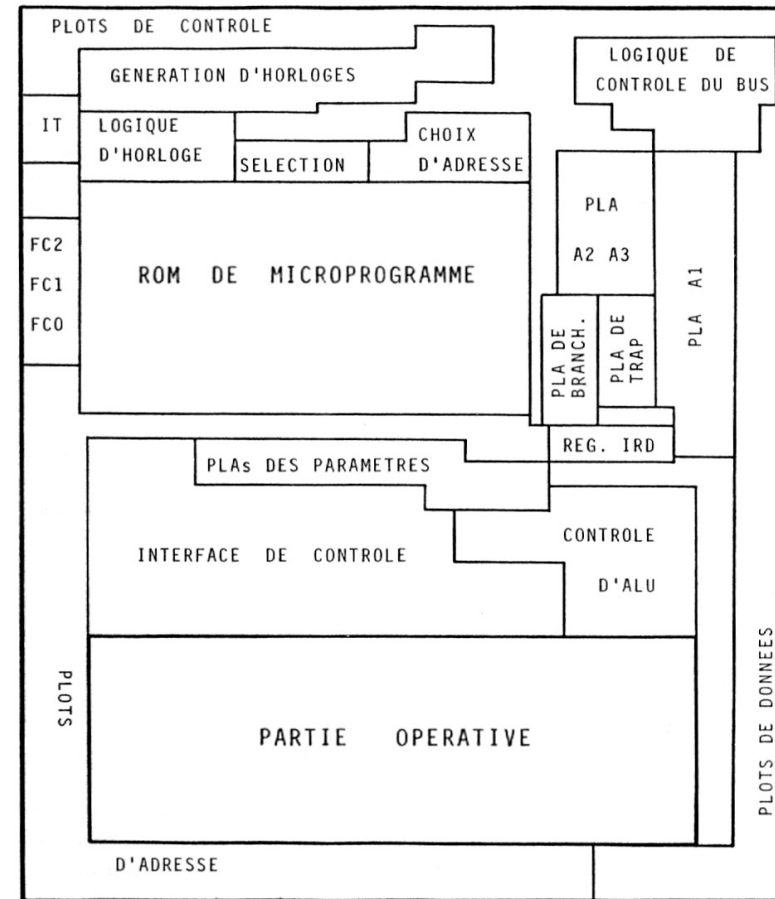 PLOTS DE CONTROLE
GENERATION D'HORLOGES
LOGIQUE DE
CONTROLE DU BUS
IT
LOGIQUE
D'HORLOGE
SELECTION
CHOIX
D'ADRESSE
PLA
A2 A3
PLA A1
FC2
FC1
FC0
ROM DE MICROPROGRAMME
PLA DE
BRANCH.
PLA DE
TRAP
REG. IRD
PLAs DES PARAMETRES
INTERFACE DE CONTROLE
CONTROLE
D'ALU
PLOTS
PARTIE OPERATIVE
PLOTS DE DONNEES
D'ADRESSE